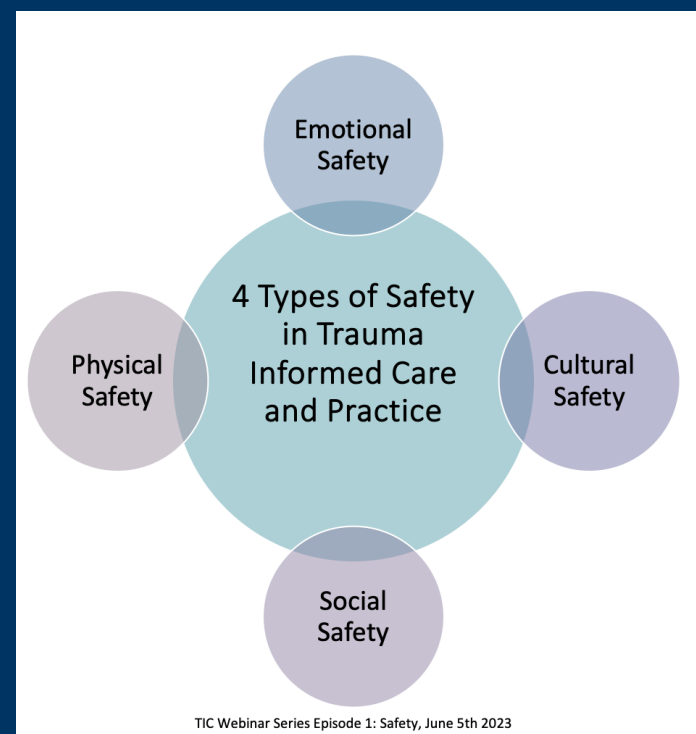 Emotional
Safety
4 Types of Safety
in Trauma
Informed Care
and Practice
Physical
Safety
Cultural
Safety
Social
Safety
TIC Webinar Series Episode 1: Safety, June 5th 2023